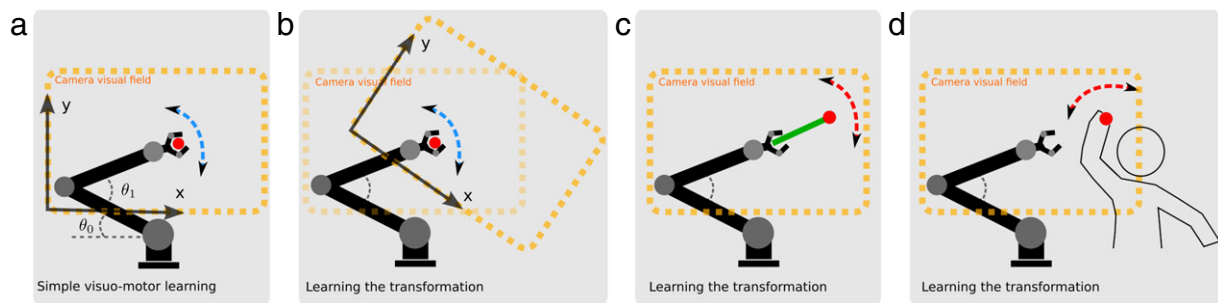 a
b
c
d
Camera visual field
y
x
θ1
θ0
Simple visuo-motor learning
Camera visual field
y
x
Learning the transformation
Camera visual field
Learning the transformation
Camera visual field
Learning the transformation